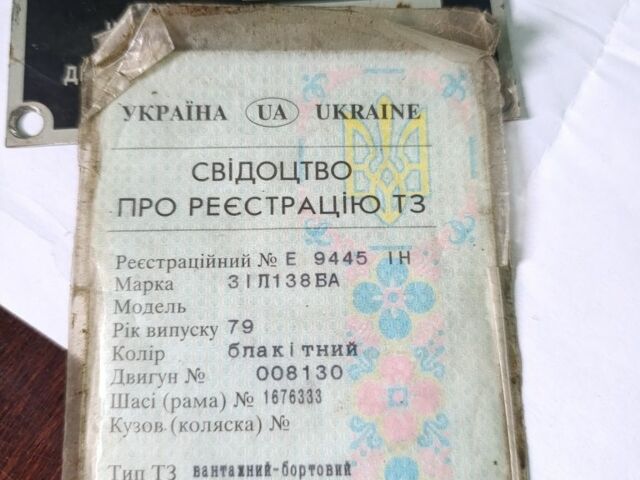 УКРАЇНА UA UKRAINE
СВІДОЦТВО
ПРО РЕЄСТРАЦІЮ ТЗ
Реєстраційний № Е 9445 ІН
Марка ЗІЛ138БА
Модель
Рік випуску 79
Колір блакітний
Двигун № 008130
Шасі (рама) № 1676333
Кузов (коляска) №
Тип ТЗ вантажний-бортовий